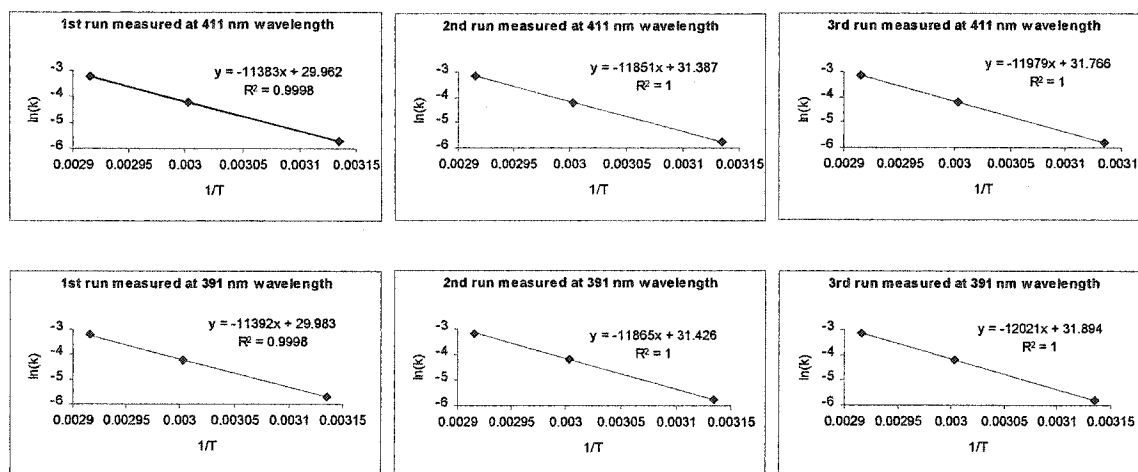 1st run measured at 411 nm wavelength
y = -11383x + 29.962
R² = 0.9998
ln(k)
-3
-4
-5
-6
0.0029 0.00295 0.003 0.00305 0.0031 0.00315
1/T
2nd run measured at 411 nm wavelength
y = -11851x + 31.387
R² = 1
ln(k)
-3
-4
-5
-6
0.0029 0.00295 0.003 0.00305 0.0031 0.00315
1/T
3rd run measured at 411 nm wavelength
y = -11979x + 31.766
R² = 1
ln(k)
-3
-4
-5
-6
0.0029 0.00295 0.003 0.00305 0.0031 0.00315
1/T
1st run measured at 391 nm wavelength
y = -11392x + 29.983
R² = 0.9998
ln(k)
-3
-4
-5
-6
0.0029 0.00295 0.003 0.00305 0.0031 0.00315
1/T
2nd run measured at 391 nm wavelength
y = -11865x + 31.426
R² = 1
ln(k)
-3
-4
-5
-6
0.0029 0.00295 0.003 0.00305 0.0031 0.00315
1/T
3rd run measured at 391 nm wavelength
y = -12021x + 31.894
R² = 1
ln(k)
-3
-4
-5
-6
0.0029 0.00295 0.003 0.00305 0.0031 0.00315
1/T